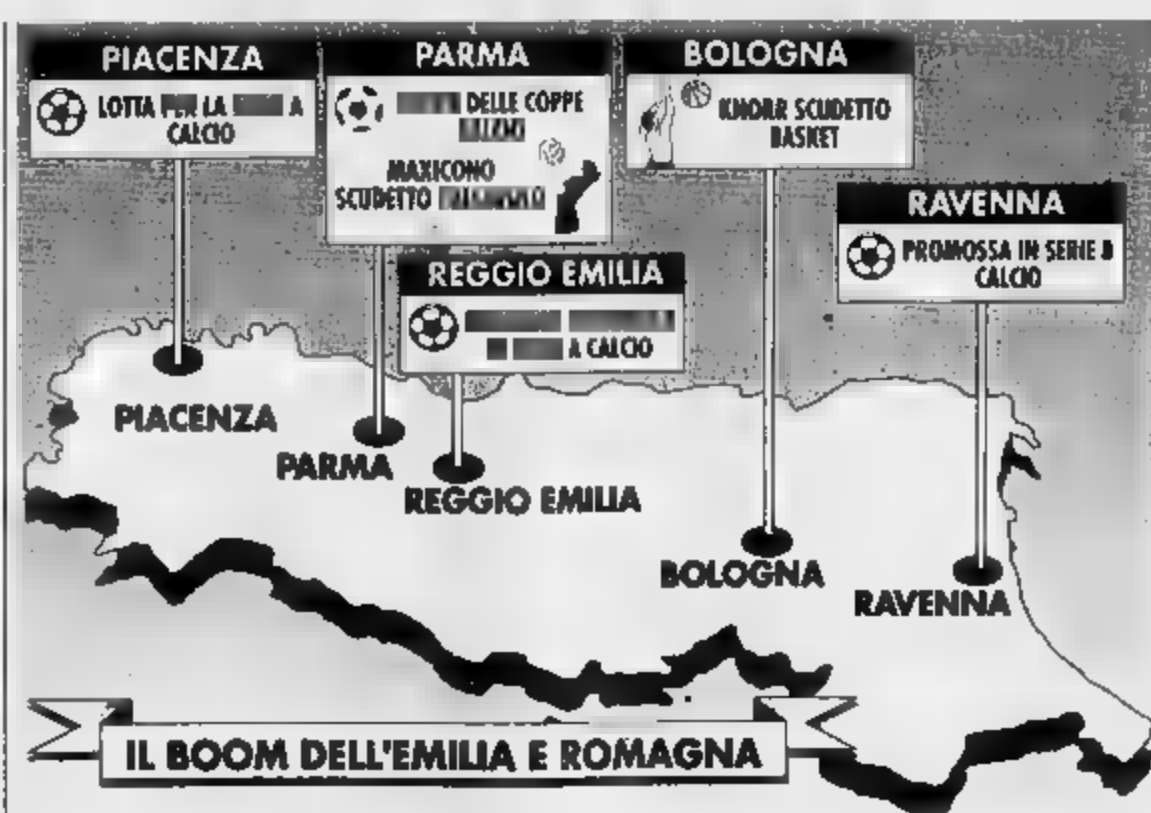 PIACENZA
LOTTA PER LA A
CALCIO
PARMA
DELLE COPPE
CALCIO
MAXICONO
SCUDETTO
BOLOGNA
KNORR SCUDETTO
BASKET
RAVENNA
PROMOSSA IN SERIE B
CALCIO
REGGIO EMILIA
A CALCIO
PIACENZA
PARMA
REGGIO EMILIA
BOLOGNA
RAVENNA
IL BOOM DELL'EMILIA E ROMAGNA